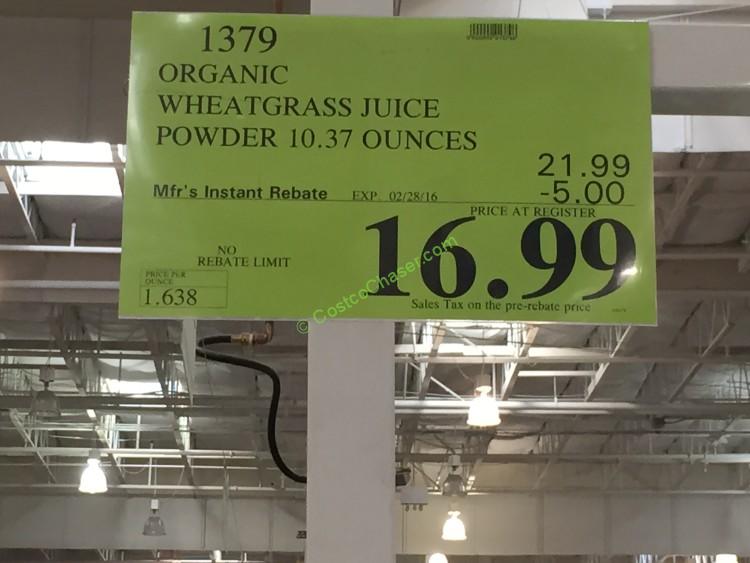 1379
ORGANIC
WHEATGRASS JUICE
POWDER 10.37 OUNCES
21.99
Mfr's Instant Rebate EXP. 02/28/16 -5.00
PRICE AT REGISTER
16.99
NO
REBATE LIMIT
PRICE PER
OUNCE
1.638
Sales Tax on the pre-rebate price
© CostcoChaser.com